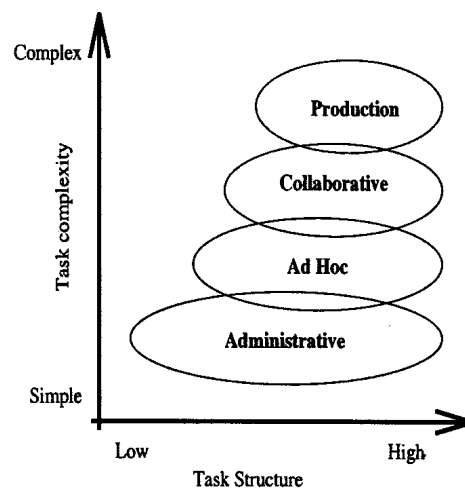 Complex
Production
Collaborative
Task complexity
Ad Hoc
Administrative
Simple
Low
High
Task Structure